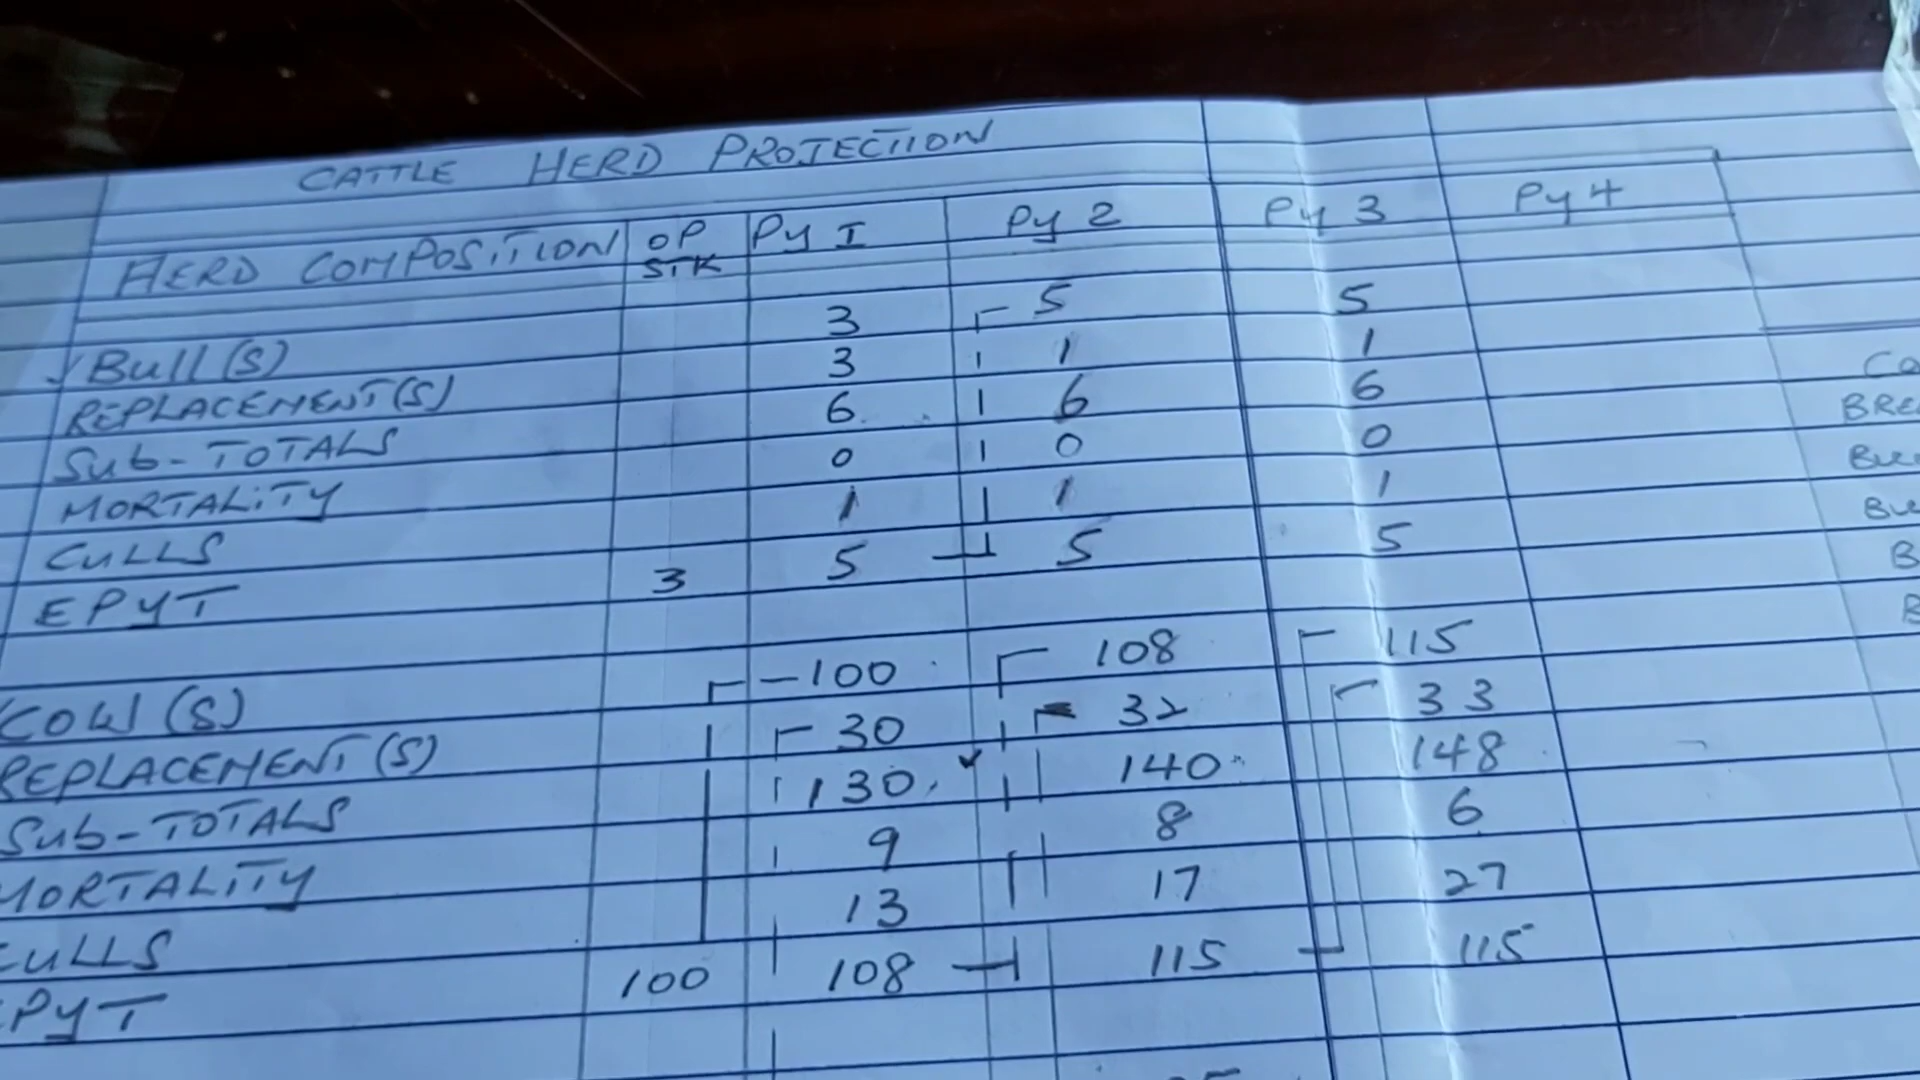 CATTLE HERD PROJECTION
HERD COMPOSITION OP STK PY I PY 2 PY 3 PY 4
Bull(S) 3 5 5
REPLACEMENT(S) 3 1 1
Sub-TOTALS 6 6 6
MORTALITY 0 0 0
CULLS 1 1 1
EPYT 3 5 5 5
COW(S) -100 108 115
REPLACEMENT(S) 30 32 33
Sub-TOTALS 130 140 148
MORTALITY 9 8 6
CULLS 13 17 27
EPYT 100 108 115 115